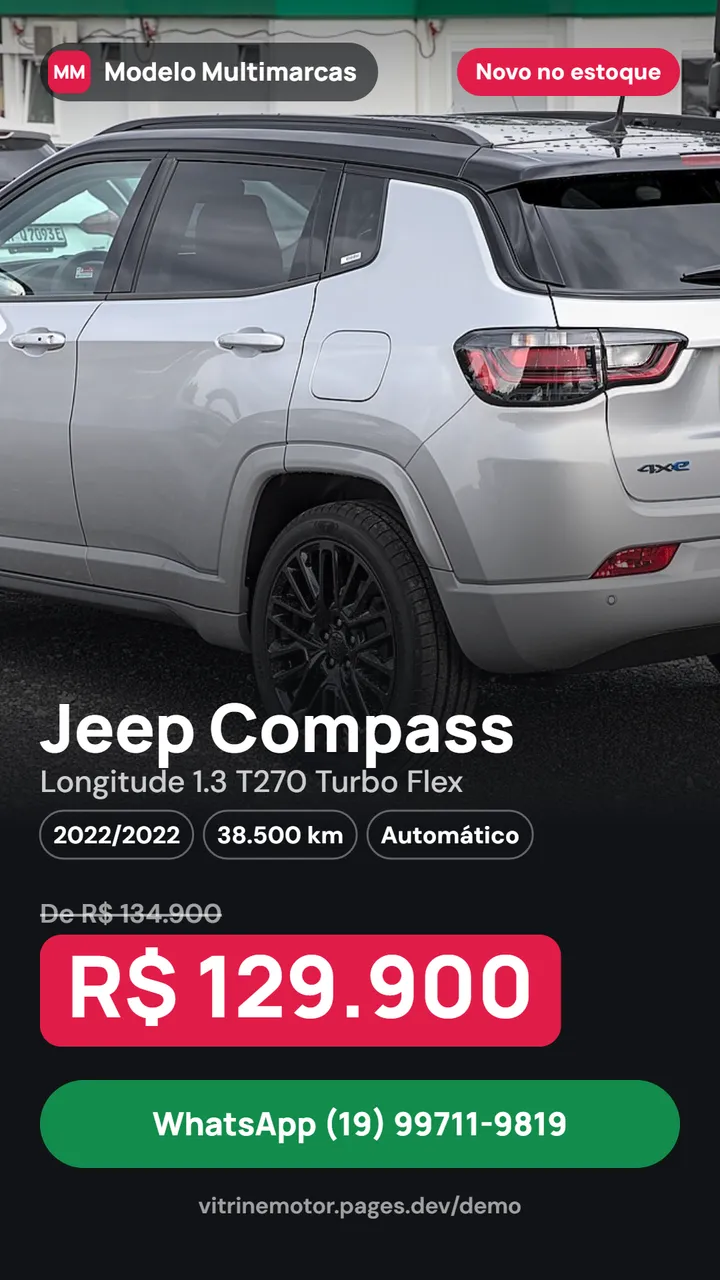 MM Modelo Multimarcas
Novo no estoque
4xe
Jeep Compass
Longitude 1.3 T270 Turbo Flex
2022/2022
38.500 km
Automático
De R$ 134.900
R$ 129.900
WhatsApp (19) 99711-9819
vitrinemotor.pages.dev/demo